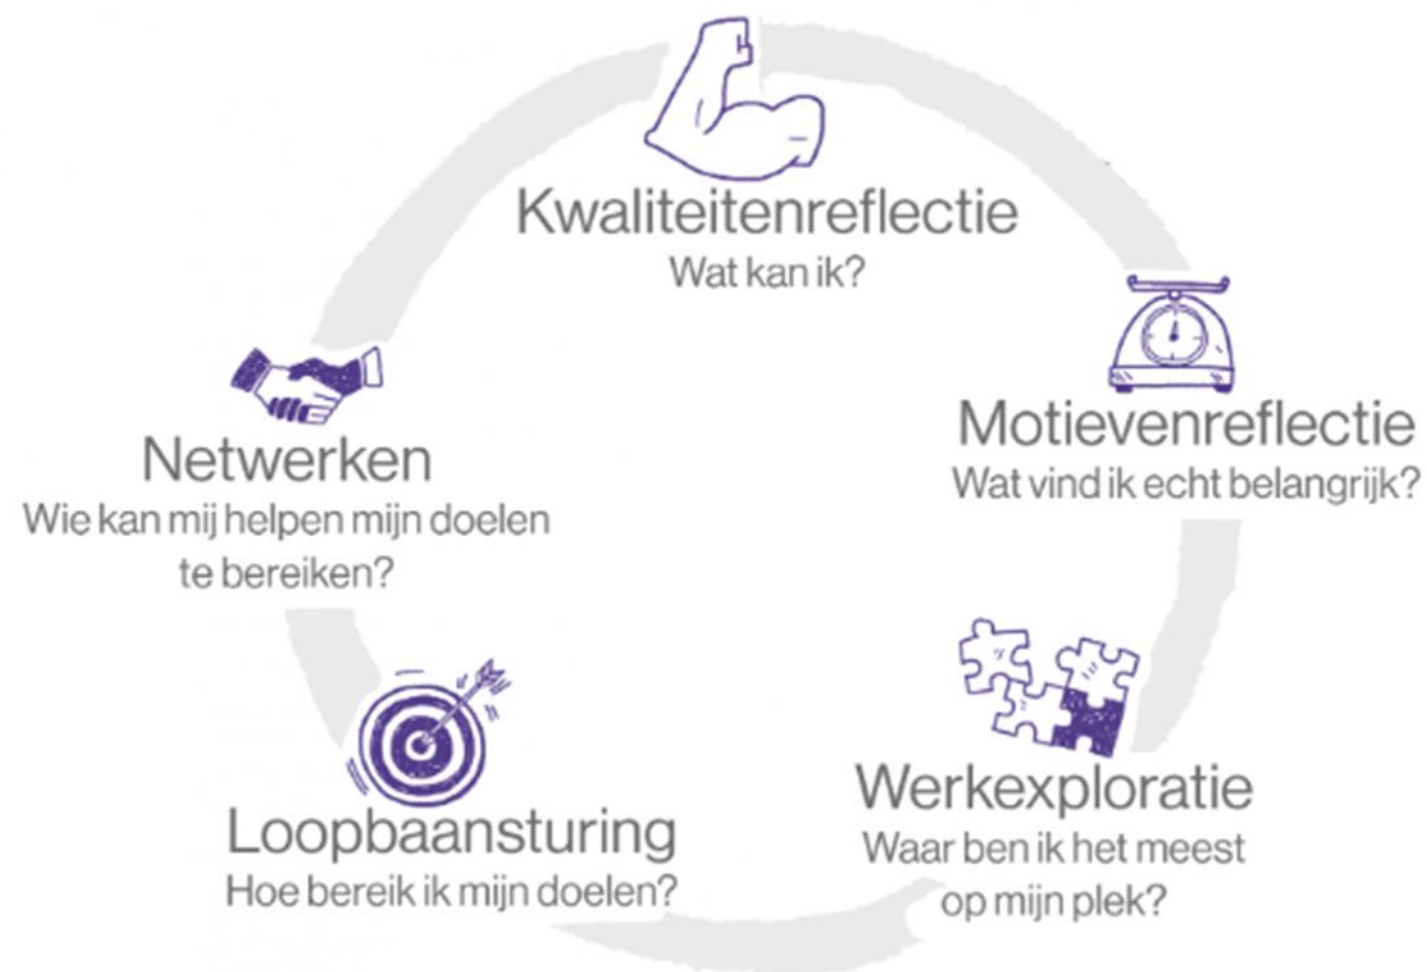 Kwaliteitenreflectie
Wat kan ik?
Motievenreflectie
Wat vind ik echt belangrijk?
Werkexploratie
Waar ben ik het meest
op mijn plek?
Loopbaansturing
Hoe bereik ik mijn doelen?
Netwerken
Wie kan mij helpen mijn doelen
te bereiken?